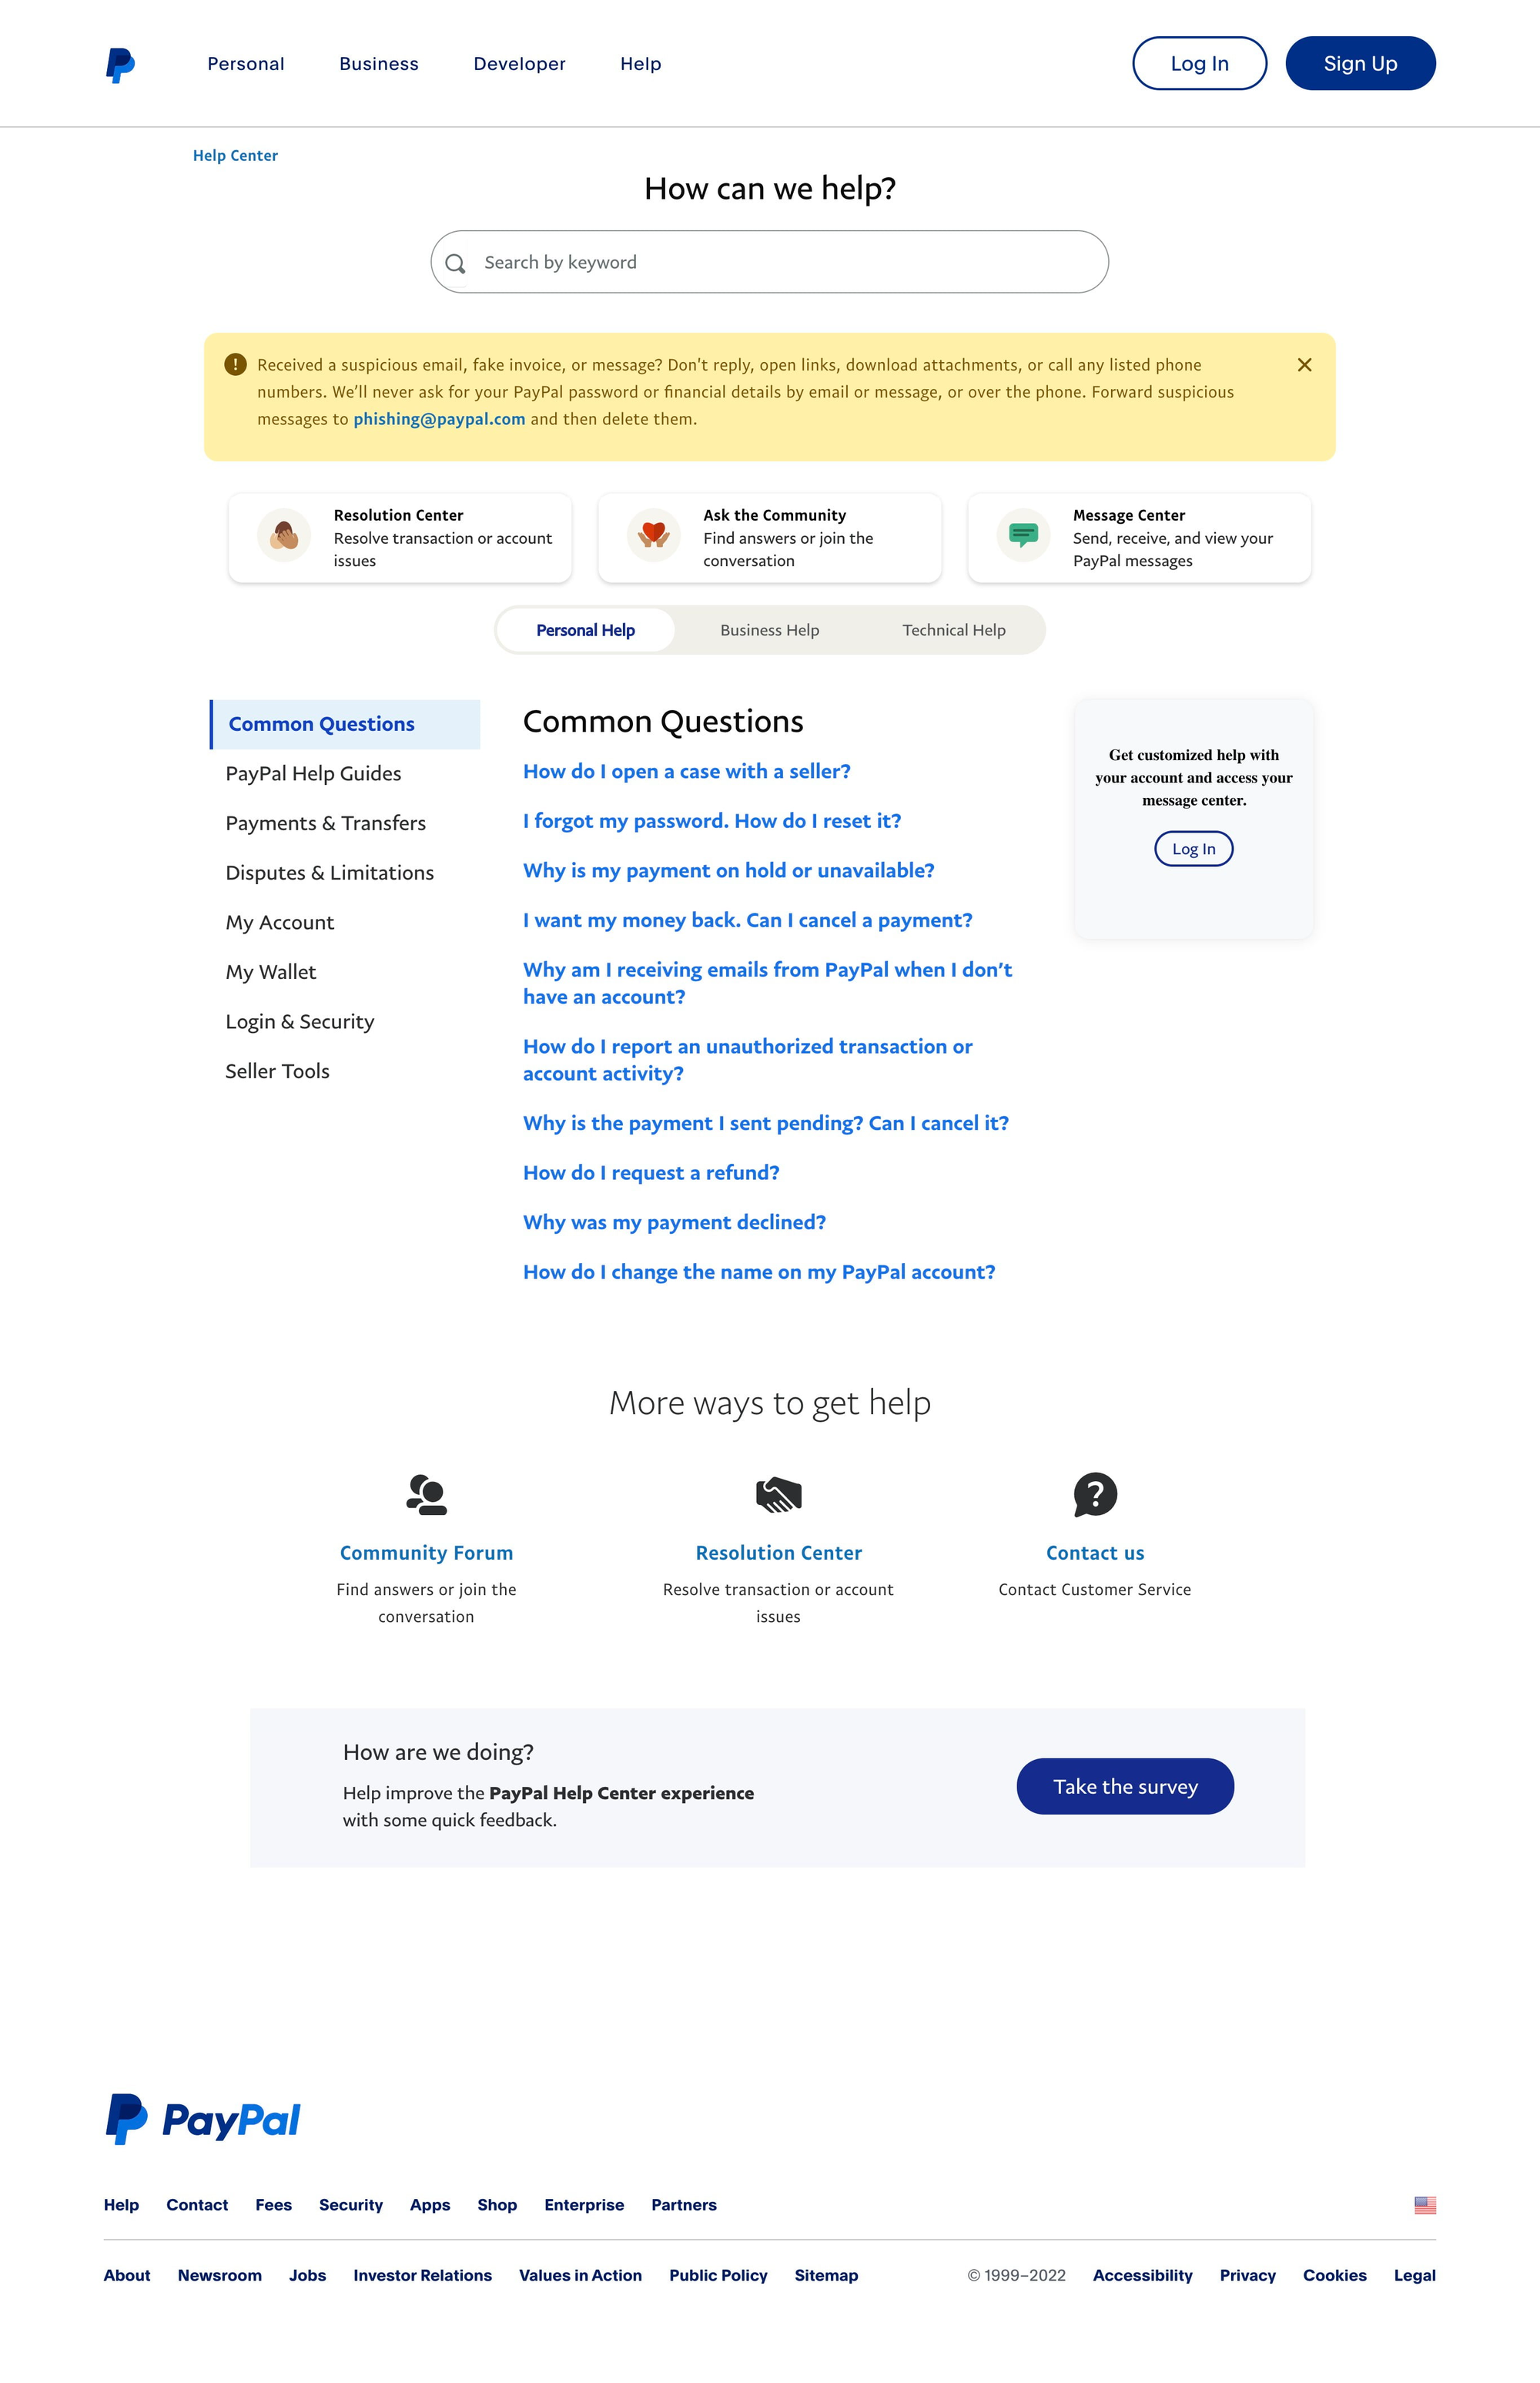 Personal Business Developer Help Log In Sign Up
Help Center
How can we help?
Search by keyword
Received a suspicious email, fake invoice, or message? Don't reply, open links, download attachments, or call any listed phone
numbers. We’ll never ask for your PayPal password or financial details by email or message, or over the phone. Forward suspicious
messages to phishing@paypal.com and then delete them.
Resolution Center
Resolve transaction or account
issues
Ask the Community
Find answers or join the
conversation
Message Center
Send, receive, and view your
PayPal messages
Personal Help Business Help Technical Help
Common Questions
PayPal Help Guides
Payments & Transfers
Disputes & Limitations
My Account
My Wallet
Login & Security
Seller Tools
Common Questions
How do I open a case with a seller?
I forgot my password. How do I reset it?
Why is my payment on hold or unavailable?
I want my money back. Can I cancel a payment?
Why am I receiving emails from PayPal when I don’t
have an account?
How do I report an unauthorized transaction or
account activity?
Why is the payment I sent pending? Can I cancel it?
How do I request a refund?
Why was my payment declined?
How do I change the name on my PayPal account?
Get customized help with
your account and access your
message center.
Log In
More ways to get help
Community Forum
Find answers or join the
conversation
Resolution Center
Resolve transaction or account
issues
Contact us
Contact Customer Service
How are we doing?
Help improve the PayPal Help Center experience
with some quick feedback.
Take the survey
PayPal
Help Contact Fees Security Apps Shop Enterprise Partners
About Newsroom Jobs Investor Relations Values in Action Public Policy Sitemap © 1999–2022 Accessibility Privacy Cookies Legal